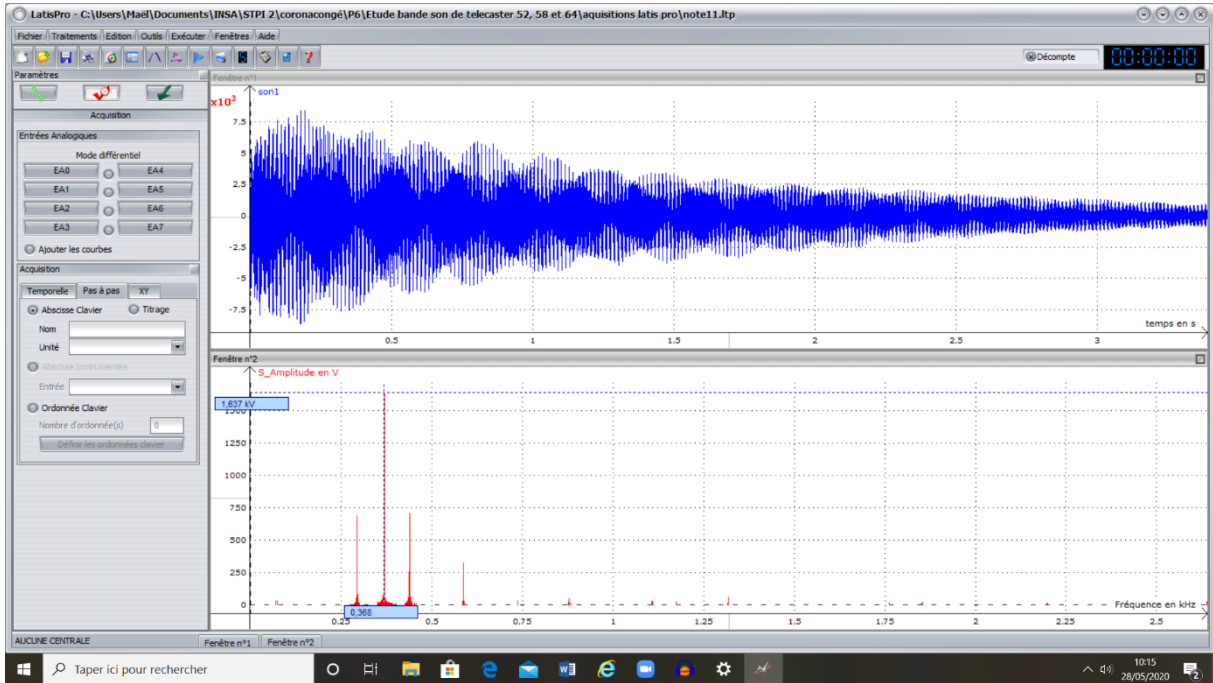 LatisPro - C:\Users\Maël\Documents\INSA\STPI 2\coronacongé\P6\Etude bande son de telecaster 52, 58 et 64\aquisitions latis pro\note11.ltp
Fichier Traitements Edition Outils Exécuter Fenêtres Aide
Décompte 00:00:00
Paramètres
Acquisition
Entrées Analogiques
Mode différentiel
EA0 EA4
EA1 EA5
EA2 EA6
EA3 EA7
Ajouter les courbes
Acquisition
Temporelle Pas à pas XY
Abscisse Clavier Titrage
Nom
Unité
Abscisse Instrumentée
Entrée
Ordonnée Clavier
Nombre d'ordonnée(s) 0
Définir les ordonnées clavier
Fenêtre n°1
x10³ son1
7.5
5
2.5
0
-2.5
-5
-7.5
temps en s
0.5 1 1.5 2 2.5 3
Fenêtre n°2
S_Amplitude en V
1,637 kV
1500
1250
1000
750
500
250
0
Fréquence en kHz
0,368
0.25 0.5 0.75 1 1.25 1.5 1.75 2 2.25 2.5
AUCUNE CENTRALE Fenêtre n°1 Fenêtre n°2
Taper ici pour rechercher
10:15
28/05/2020
2